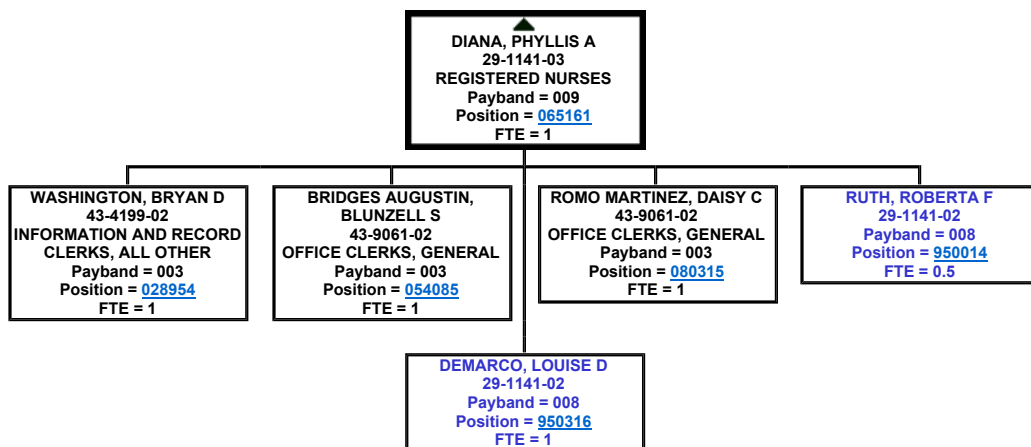 DIANA, PHYLLIS A
29-1141-03
REGISTERED NURSES
Payband = 009
Position = 065161
FTE = 1
WASHINGTON, BRYAN D
43-4199-02
INFORMATION AND RECORD
CLERKS, ALL OTHER
Payband = 003
Position = 028954
FTE = 1
BRIDGES AUGUSTIN,
BLUNZELL S
43-9061-02
OFFICE CLERKS, GENERAL
Payband = 003
Position = 054085
FTE = 1
ROMO MARTINEZ, DAISY C
43-9061-02
OFFICE CLERKS, GENERAL
Payband = 003
Position = 080315
FTE = 1
RUTH, ROBERTA F
29-1141-02
Payband = 008
Position = 950014
FTE = 0.5
DEMARCO, LOUISE D
29-1141-02
Payband = 008
Position = 950316
FTE = 1